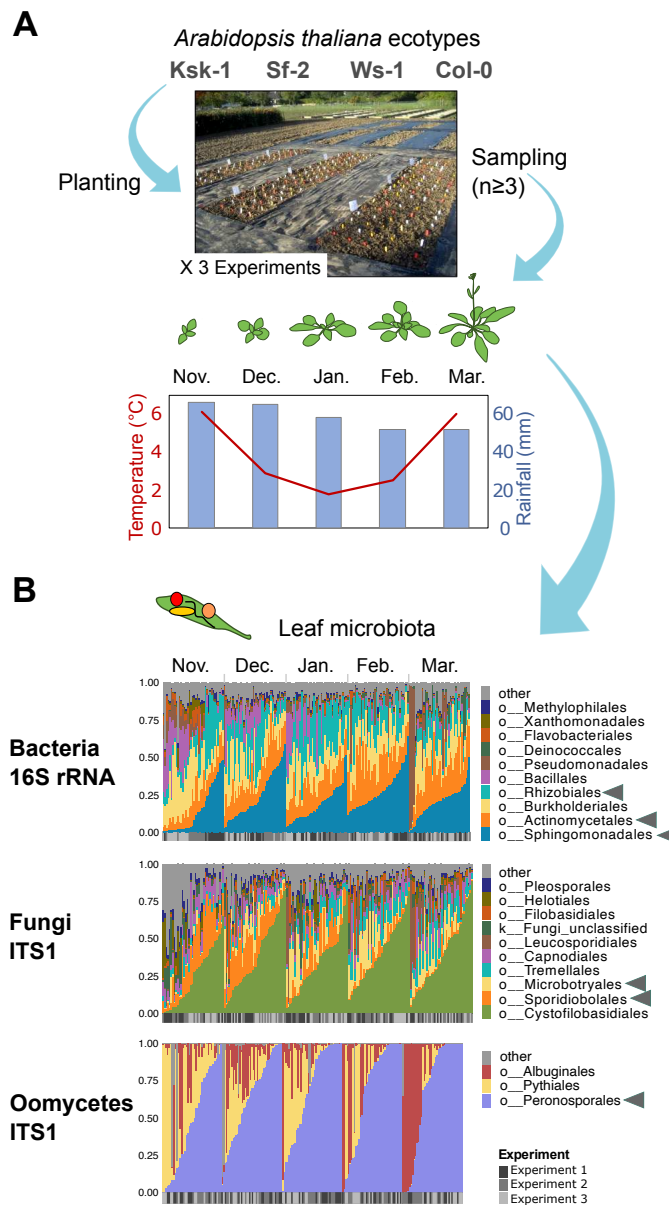 A
Arabidopsis thaliana ecotypes
Ksk-1 Sf-2 Ws-1 Col-0
Planting
Sampling
(n≥3)
X 3 Experiments
Nov. Dec. Jan. Feb. Mar.
Temperature (°C)
6
4
2
0
60
40
20
0
Rainfall (mm)
B
Leaf microbiota
Nov. Dec. Jan. Feb. Mar.
Bacteria
16S rRNA
1.00
0.75
0.50
0.25
0.00
other
o__Methylophilales
o__Xanthomonadales
o__Flavobacteriales
o__Deinococcales
o__Pseudomonadales
o__Bacillales
o__Rhizobiales
o__Burkholderiales
o__Actinomycetales
o__Sphingomonadales
Fungi
ITS1
1.00
0.75
0.50
0.25
0.00
other
o__Pleosporales
o__Helotiales
o__Filobasidiales
k__Fungi_unclassified
o__Leucosporidiales
o__Capnodiales
o__Tremellales
o__Microbotryales
o__Sporidiobolales
o__Cystofilobasidiales
Oomycetes
ITS1
1.00
0.75
0.50
0.25
0.00
other
o__Albuginales
o__Pythiales
o__Peronosporales
Experiment
Experiment 1
Experiment 2
Experiment 3